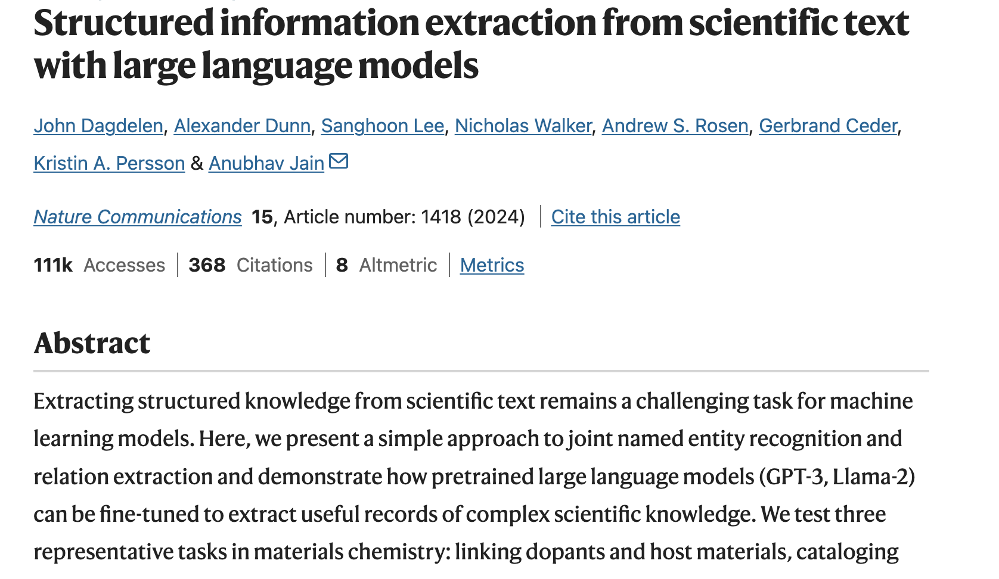 Structured information extraction from scientific text
with large language models
John Dagdelen, Alexander Dunn, Sanghoon Lee, Nicholas Walker, Andrew S. Rosen, Gerbrand Ceder,
Kristin A. Persson & Anubhav Jain
Nature Communications 15, Article number: 1418 (2024) | Cite this article
111k Accesses | 368 Citations | 8 Altmetric | Metrics
Abstract
Extracting structured knowledge from scientific text remains a challenging task for machine
learning models. Here, we present a simple approach to joint named entity recognition and
relation extraction and demonstrate how pretrained large language models (GPT-3, Llama-2)
can be fine-tuned to extract useful records of complex scientific knowledge. We test three
representative tasks in materials chemistry: linking dopants and host materials, cataloging